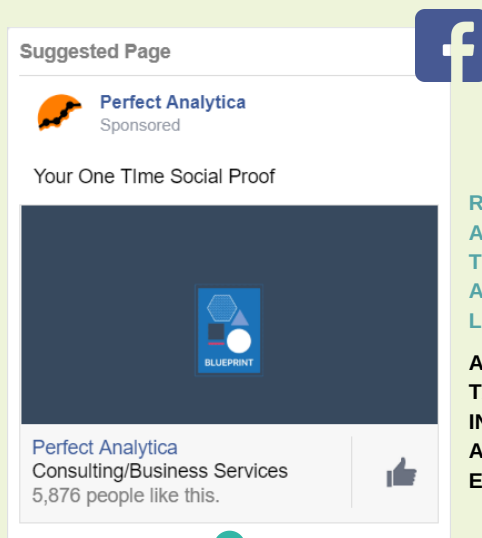 Suggested Page
Perfect Analytica
Sponsored
Your One TIme Social Proof
BLUEPRINT
Perfect Analytica
Consulting/Business Services
5,876 people like this.
R
A
T
A
L
A
T
IN
A
E